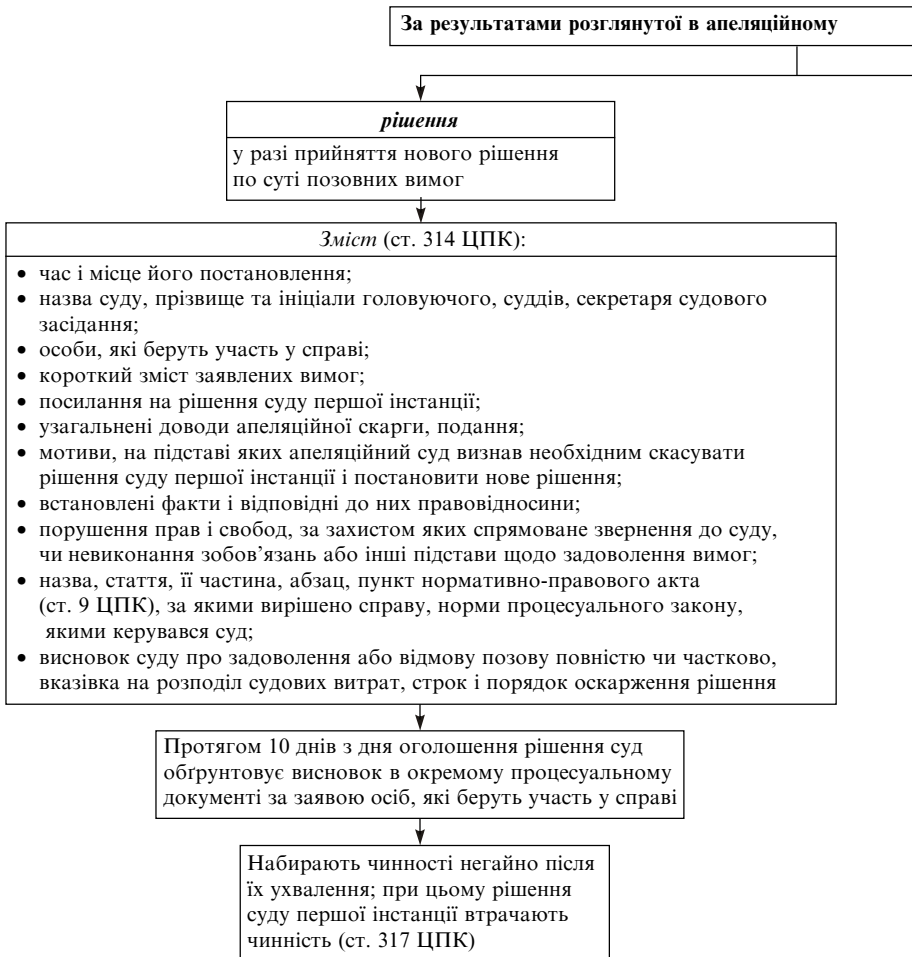 За результатами розглянутої в апеляційному
рішення
у разі прийняття нового рішення
по суті позовних вимог
Зміст (ст. 314 ЦПК):
• час і місце його постановлення;
• назва суду, прізвище та ініціали головуючого, суддів, секретаря судового
засідання;
• особи, які беруть участь у справі;
• короткий зміст заявлених вимог;
• посилання на рішення суду першої інстанції;
• узагальнені доводи апеляційної скарги, подання;
• мотиви, на підставі яких апеляційний суд визнав необхідним скасувати
рішення суду першої інстанції і постановити нове рішення;
• встановлені факти і відповідні до них правовідносини;
• порушення прав і свобод, за захистом яких спрямоване звернення до суду,
чи невиконання зобов'язань або інші підстави щодо задоволення вимог;
• назва, стаття, її частина, абзац, пункт нормативно-правового акта
(ст. 9 ЦПК), за якими вирішено справу, норми процесуального закону,
якими керувався суд;
• висновок суду про задоволення або відмову позову повністю чи частково,
вказівка на розподіл судових витрат, строк і порядок оскарження рішення
Протягом 10 днів з дня оголошення рішення суд
обґрунтовує висновок в окремому процесуальному
документі за заявою осіб, які беруть участь у справі
Набирають чинності негайно після
їх ухвалення; при цьому рішення
суду першої інстанції втрачають
чинність (ст. 317 ЦПК)